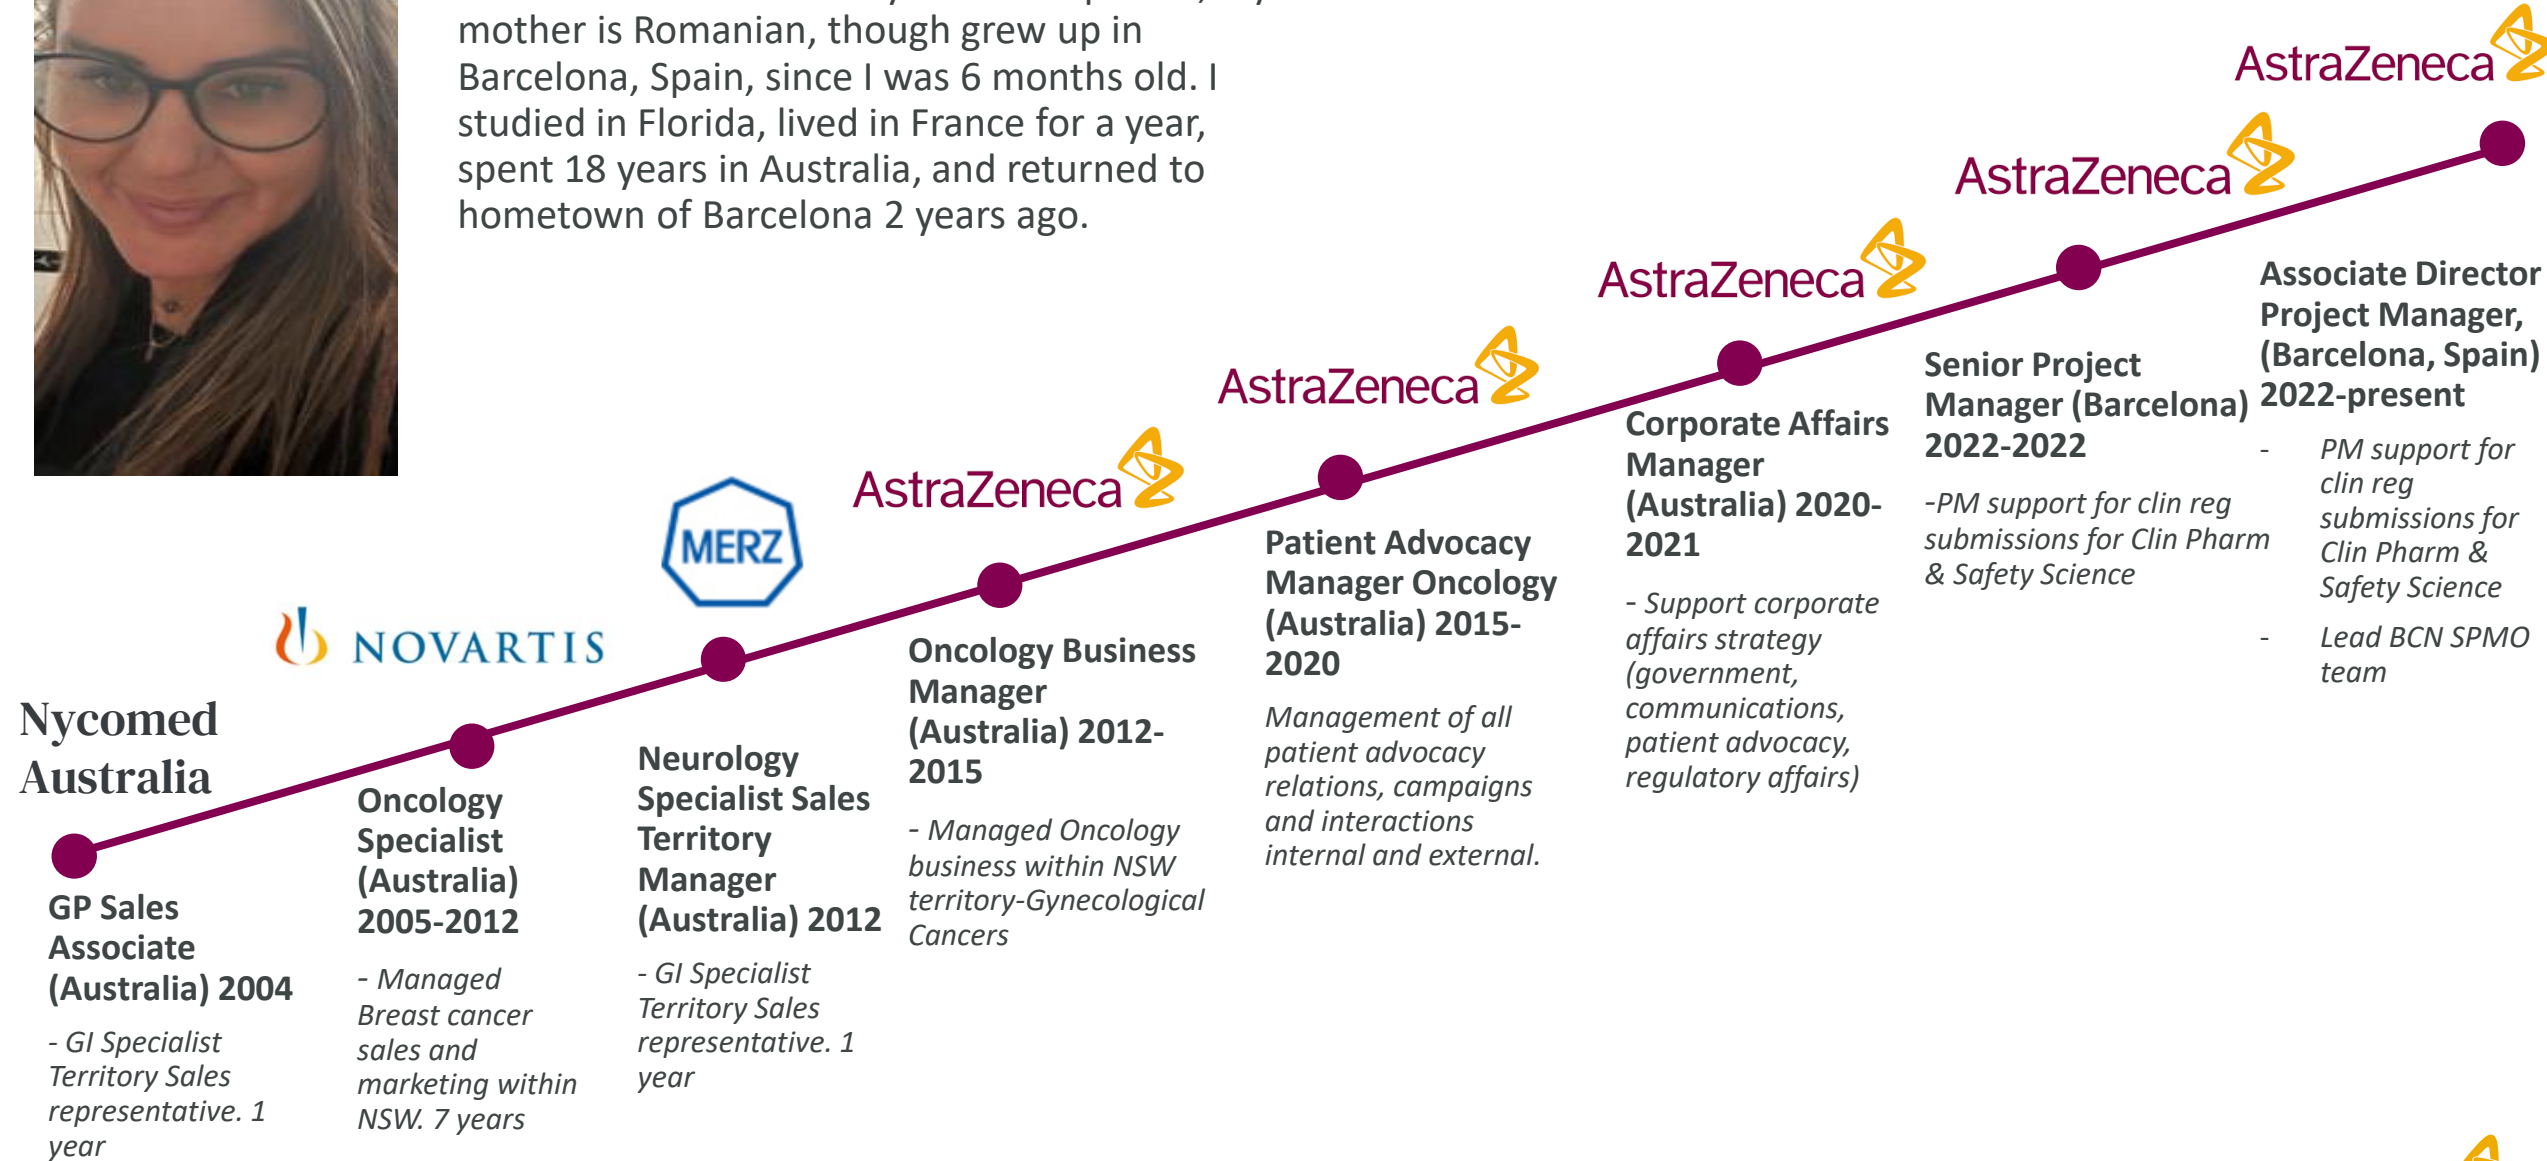 mother is Romanian, though grew up in
Barcelona, Spain, since I was 6 months old. I
studied in Florida, lived in France for a year,
spent 18 years in Australia, and returned to
hometown of Barcelona 2 years ago.
Nycomed
Australia
GP Sales
Associate
(Australia) 2004
- GI Specialist
Territory Sales
representative. 1
year
NOVARTIS
Oncology
Specialist
(Australia)
2005-2012
- Managed
Breast cancer
sales and
marketing within
NSW. 7 years
MERZ
Neurology
Specialist Sales
Territory
Manager
(Australia) 2012
- GI Specialist
Territory Sales
representative. 1
year
AstraZeneca
Oncology Business
Manager
(Australia) 2012-
2015
- Managed Oncology
business within NSW
territory-Gynecological
Cancers
AstraZeneca
Patient Advocacy
Manager Oncology
(Australia) 2015-
2020
Management of all
patient advocacy
relations, campaigns
and interactions
internal and external.
AstraZeneca
Corporate Affairs
Manager
(Australia) 2020-
2021
- Support corporate
affairs strategy
(government,
communications,
patient advocacy,
regulatory affairs)
AstraZeneca
Senior Project
Manager (Barcelona)
2022-2022
-PM support for clin reg
submissions for Clin Pharm
& Safety Science
AstraZeneca
Associate Director
Project Manager,
(Barcelona, Spain)
2022-present
- PM support for
clin reg
submissions for
Clin Pharm &
Safety Science
- Lead BCN SPMO
team